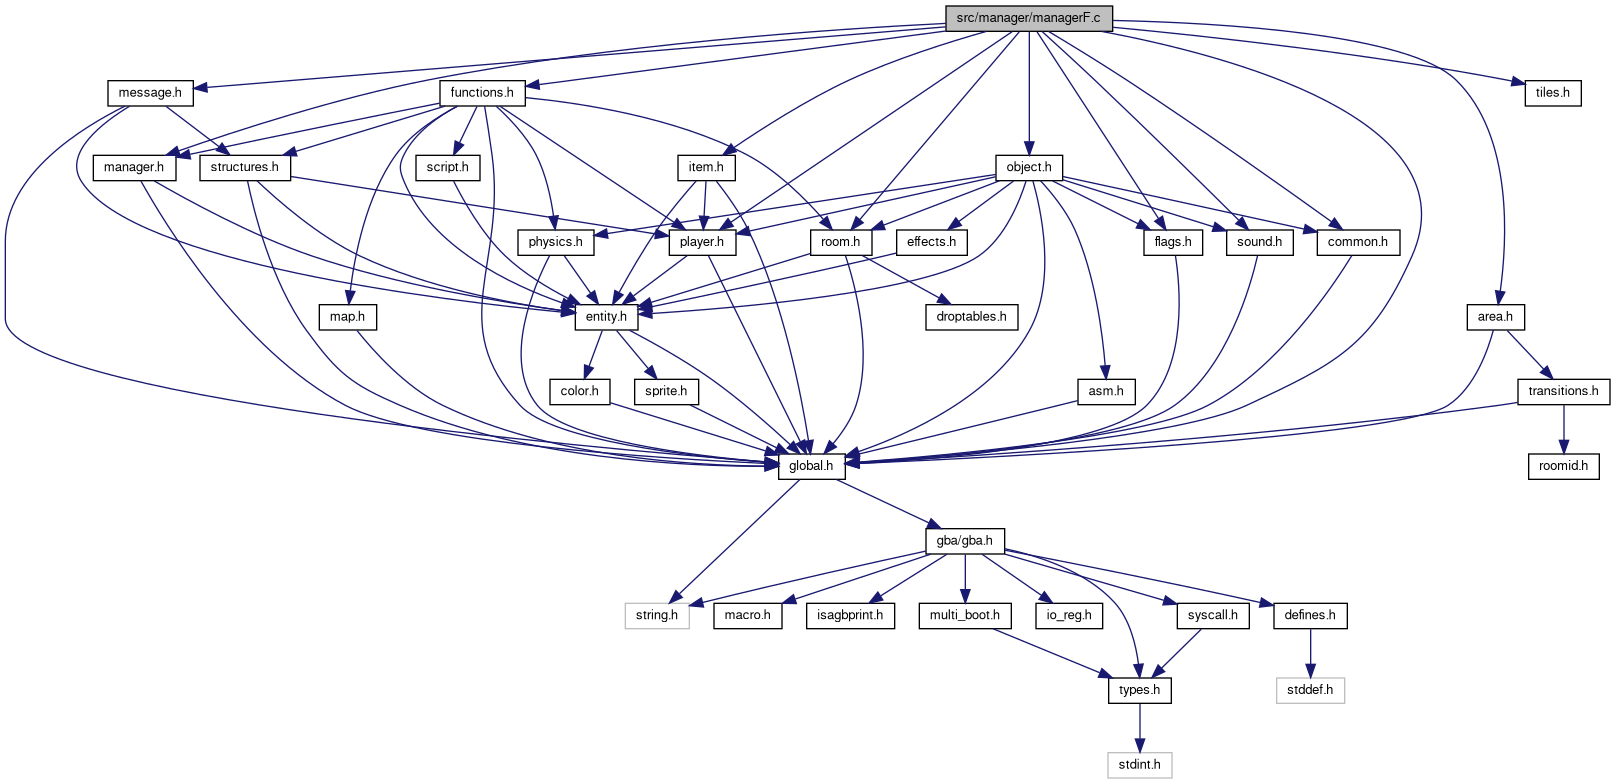 src/manager/managerF.c
message.h
functions.h
tiles.h
manager.h
structures.h
script.h
item.h
object.h
physics.h
player.h
room.h
effects.h
flags.h
sound.h
common.h
map.h
entity.h
droptables.h
area.h
color.h
sprite.h
asm.h
transitions.h
global.h
roomid.h
gba/gba.h
string.h
macro.h
isagbprint.h
multi_boot.h
io_reg.h
syscall.h
defines.h
types.h
stddef.h
stdint.h